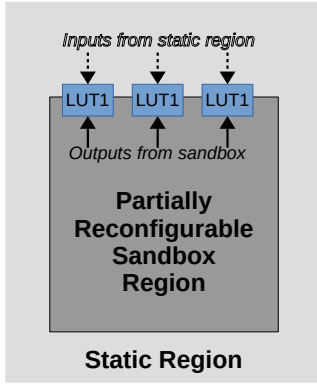 Inputs from static region
LUT1 LUT1 LUT1
Outputs from sandbox
Partially
Reconfigurable
Sandbox
Region
Static Region